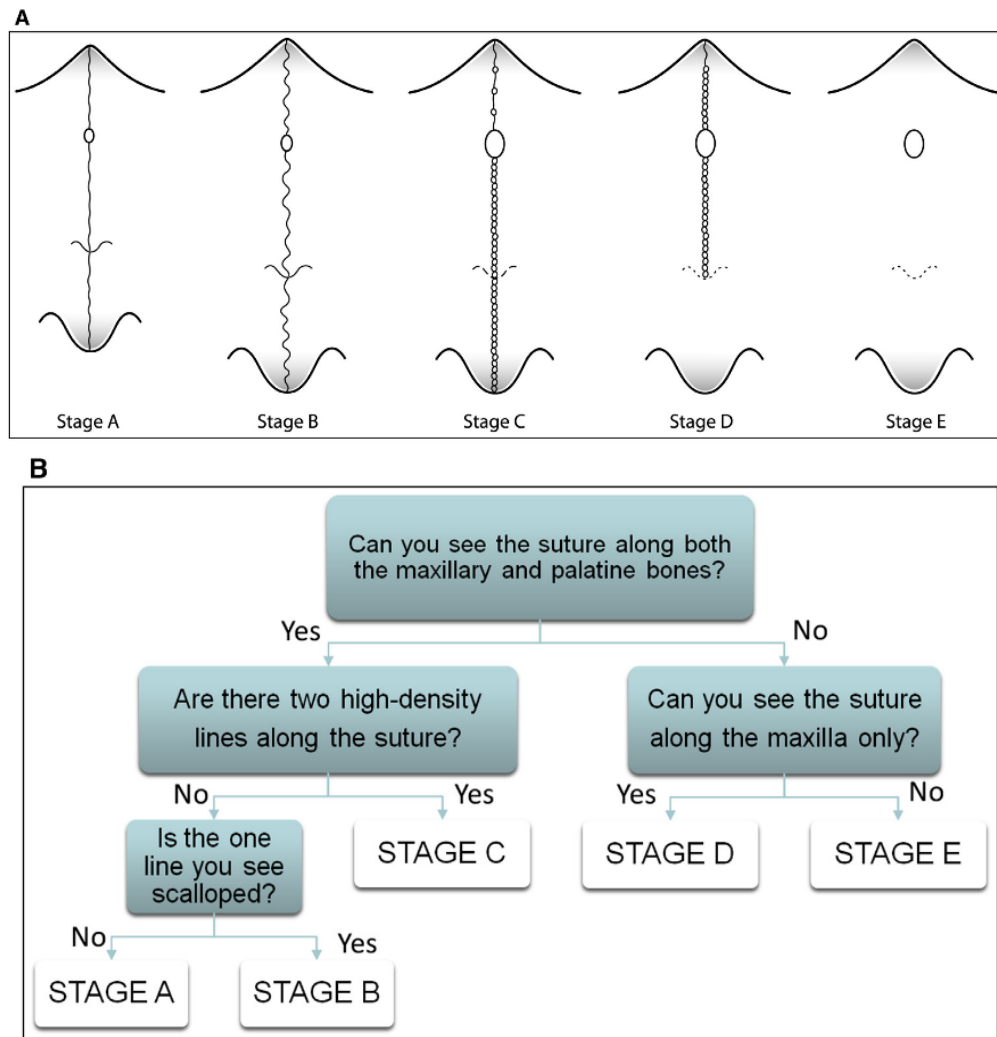 A
Stage A
Stage B
Stage C
Stage D
Stage E
B
Can you see the suture along both
the maxillary and palatine bones?
Yes
No
Are there two high-density
lines along the suture?
Can you see the suture
along the maxilla only?
No
Yes
Yes
No
Is the one
line you see
scalloped?
STAGE C
STAGE D
STAGE E
No
Yes
STAGE A
STAGE B